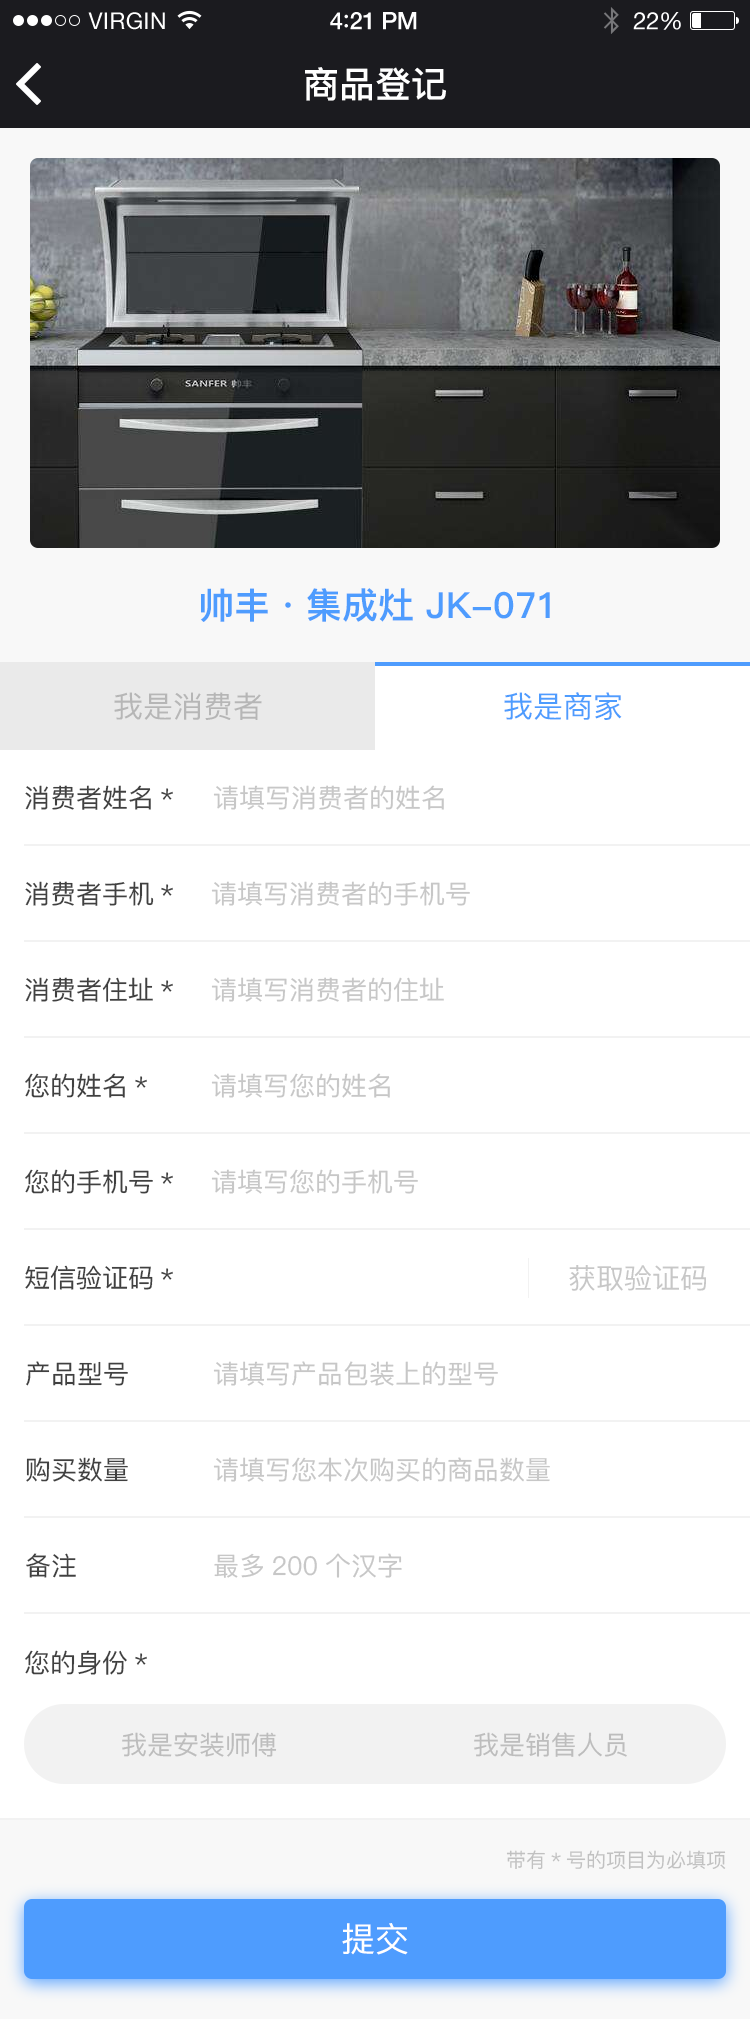 VIRGIN 4:21 PM 22%
商品登记
SANFER 帅丰
帅丰 · 集成灶 JK-071
我是消费者 我是商家
消费者姓名 * 请填写消费者的姓名
消费者手机 * 请填写消费者的手机号
消费者住址 * 请填写消费者的住址
您的姓名 * 请填写您的姓名
您的手机号 * 请填写您的手机号
短信验证码 * 获取验证码
产品型号 请填写产品包装上的型号
购买数量 请填写您本次购买的商品数量
备注 最多 200 个汉字
您的身份 *
我是安装师傅 我是销售人员
带有 * 号的项目为必填项
提交